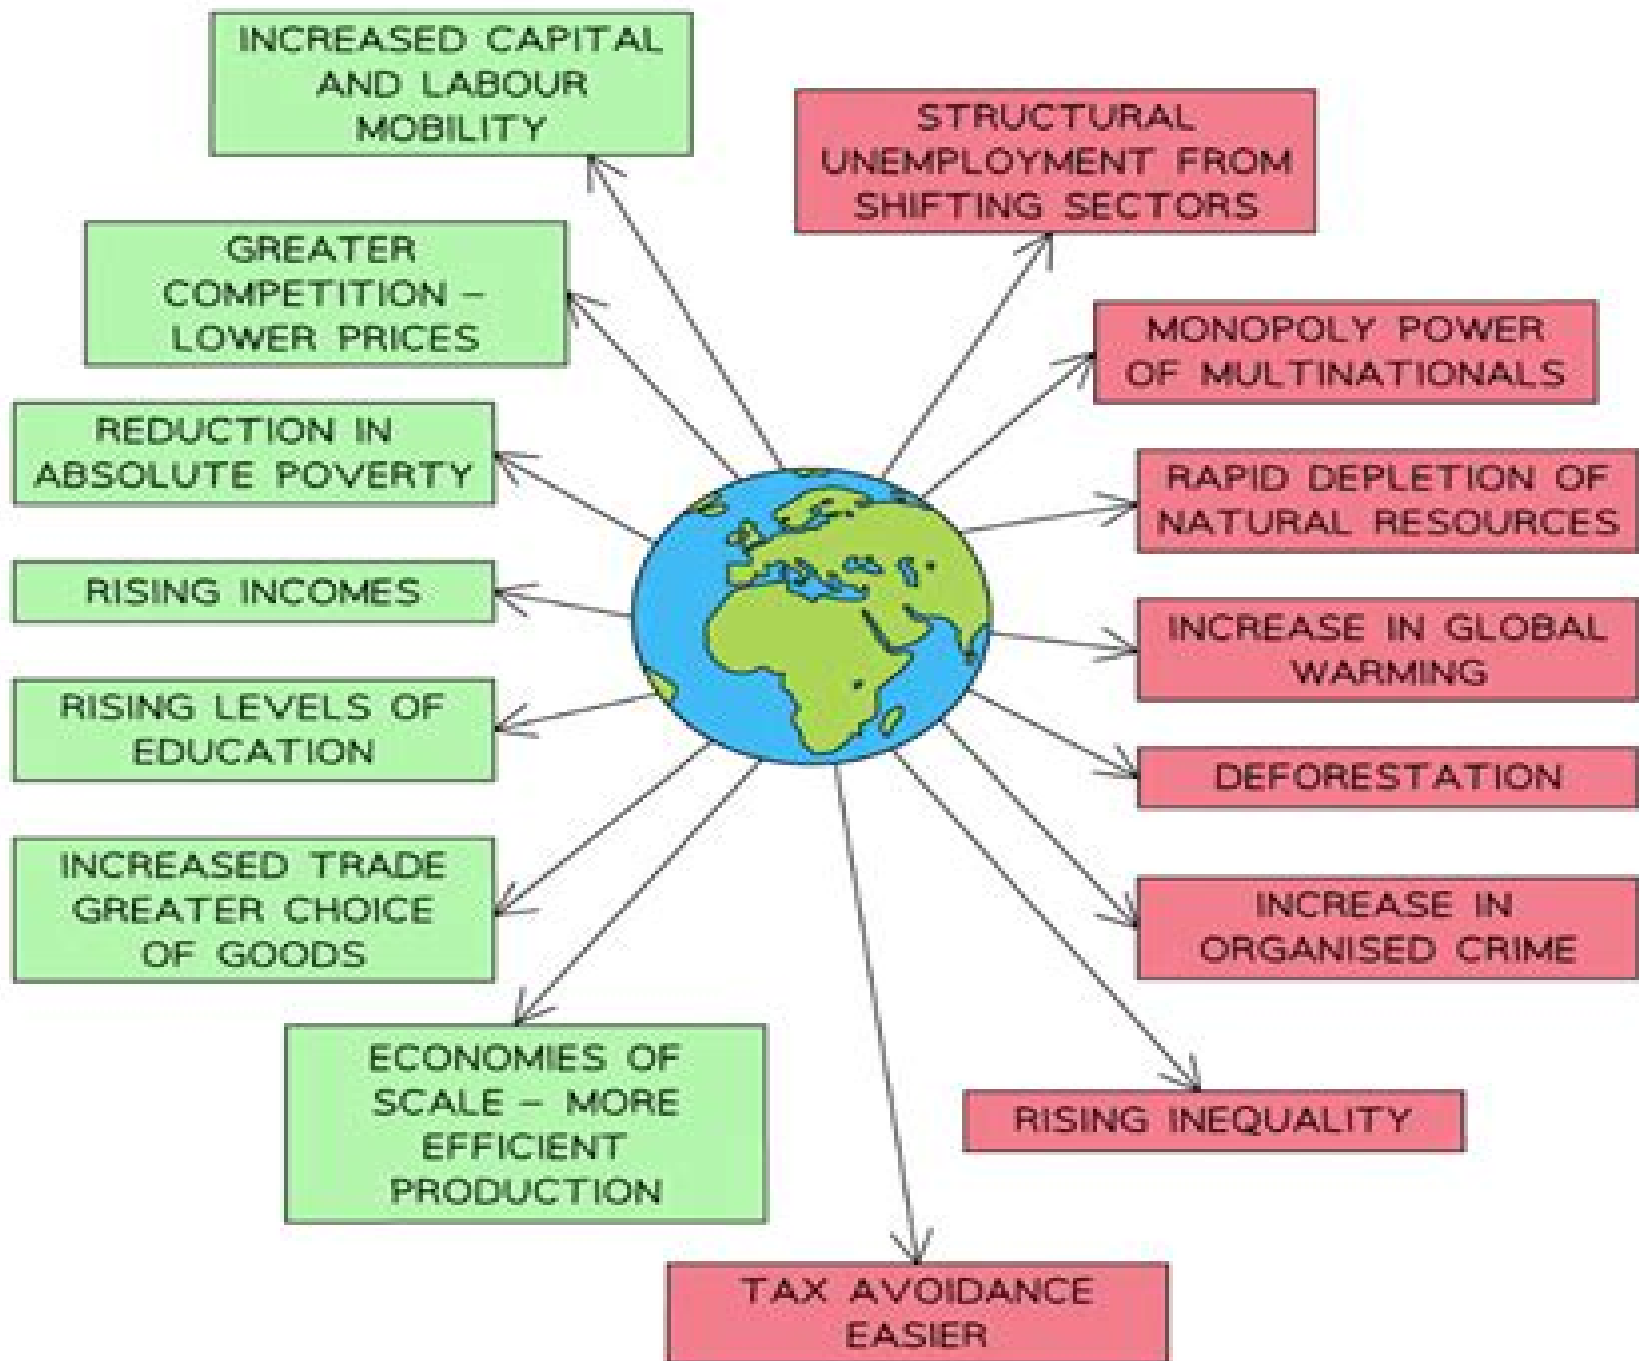 INCREASED CAPITAL
AND LABOUR
MOBILITY
GREATER
COMPETITION –
LOWER PRICES
REDUCTION IN
ABSOLUTE POVERTY
RISING INCOMES
RISING LEVELS OF
EDUCATION
INCREASED TRADE
GREATER CHOICE
OF GOODS
ECONOMIES OF
SCALE – MORE
EFFICIENT
PRODUCTION
STRUCTURAL
UNEMPLOYMENT FROM
SHIFTING SECTORS
MONOPOLY POWER
OF MULTINATIONALS
RAPID DEPLETION OF
NATURAL RESOURCES
INCREASE IN GLOBAL
WARMING
DEFORESTATION
INCREASE IN
ORGANISED CRIME
RISING INEQUALITY
TAX AVOIDANCE
EASIER